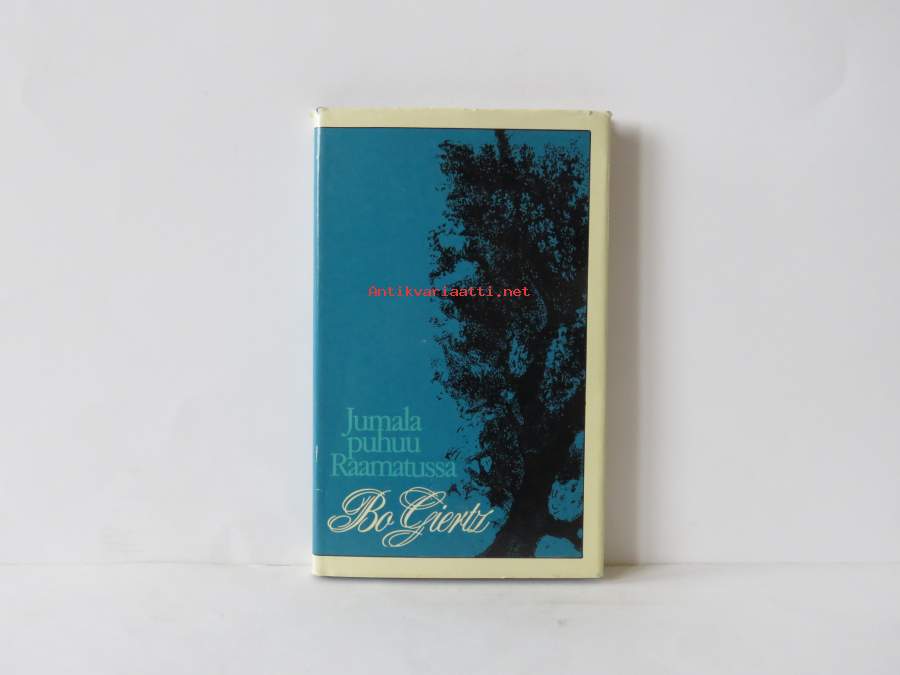 Antikvariaatti.net
Jumala
puhuu
Raamatussa
Bo Giertz